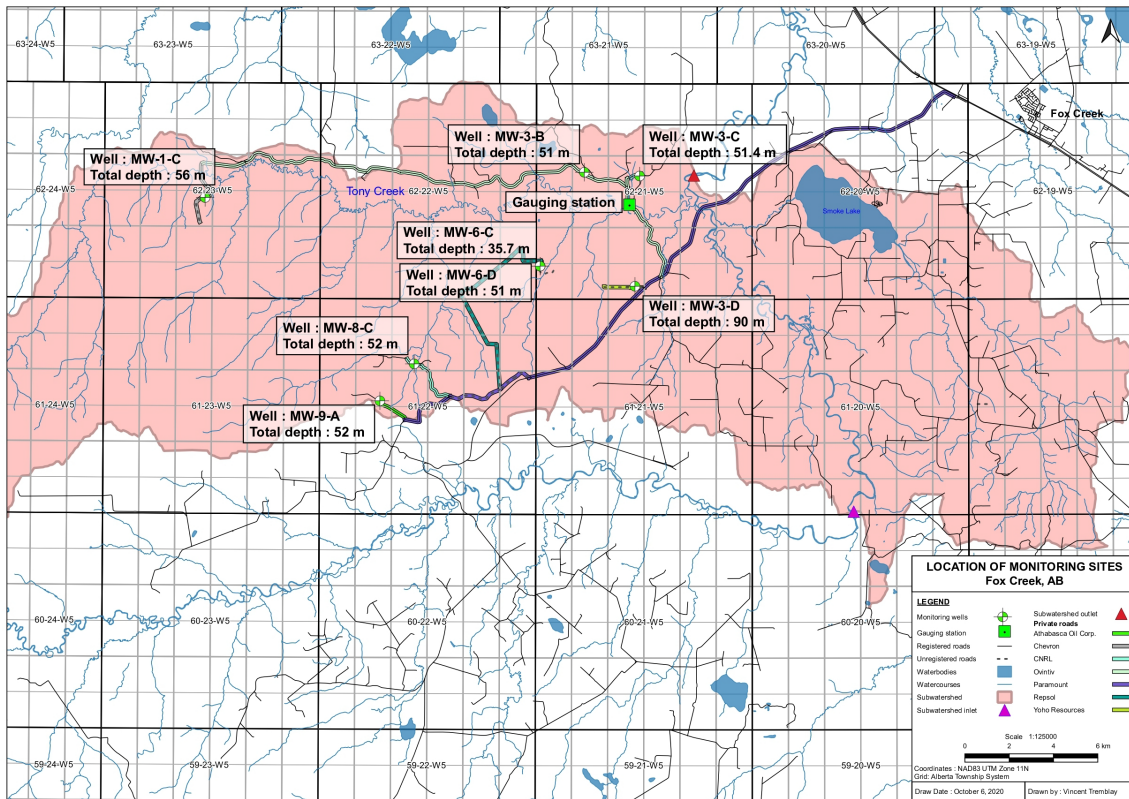 63-24-W5
63-23-W5
63-22-W5
63-21-W5
63-20-W5
63-19-W5
Fox Creek
Well : MW-1-C
Total depth : 56 m
Well : MW-3-B
Total depth : 51 m
Well : MW-3-C
Total depth : 51.4 m
62-24-W5
62-23-W5
Tony Creek
62-22-W5
62-21-W5
62-20-W5
62-19-W5
Gauging station
Smoke Lake
Well : MW-6-C
Total depth : 35.7 m
Well : MW-6-D
Total depth : 51 m
Well : MW-3-D
Total depth : 90 m
Well : MW-8-C
Total depth : 52 m
61-24-W5
61-23-W5
61-22-W5
61-21-W5
61-20-W5
Well : MW-9-A
Total depth : 52 m
60-24-W5
60-23-W5
60-22-W5
60-21-W5
60-20-W5
59-24-W5
59-23-W5
59-22-W5
59-21-W5
59-20-W5
LOCATION OF MONITORING SITES
Fox Creek, AB
LEGEND
Monitoring wells
Gauging station
Registered roads
Unregistered roads
Waterbodies
Watercourses
Subwatershed
Subwatershed inlet
Subwatershed outlet
Private roads
Athabasca Oil Corp.
Chevron
CNRL
Ovintiv
Paramount
Repsol
Yoho Resources
Scale 1:125000
0 2 4 6 km
Coordinates : NAD83 UTM Zone 11N
Grid: Alberta Township System
Draw Date : October 6, 2020
Drawn by : Vincent Tremblay